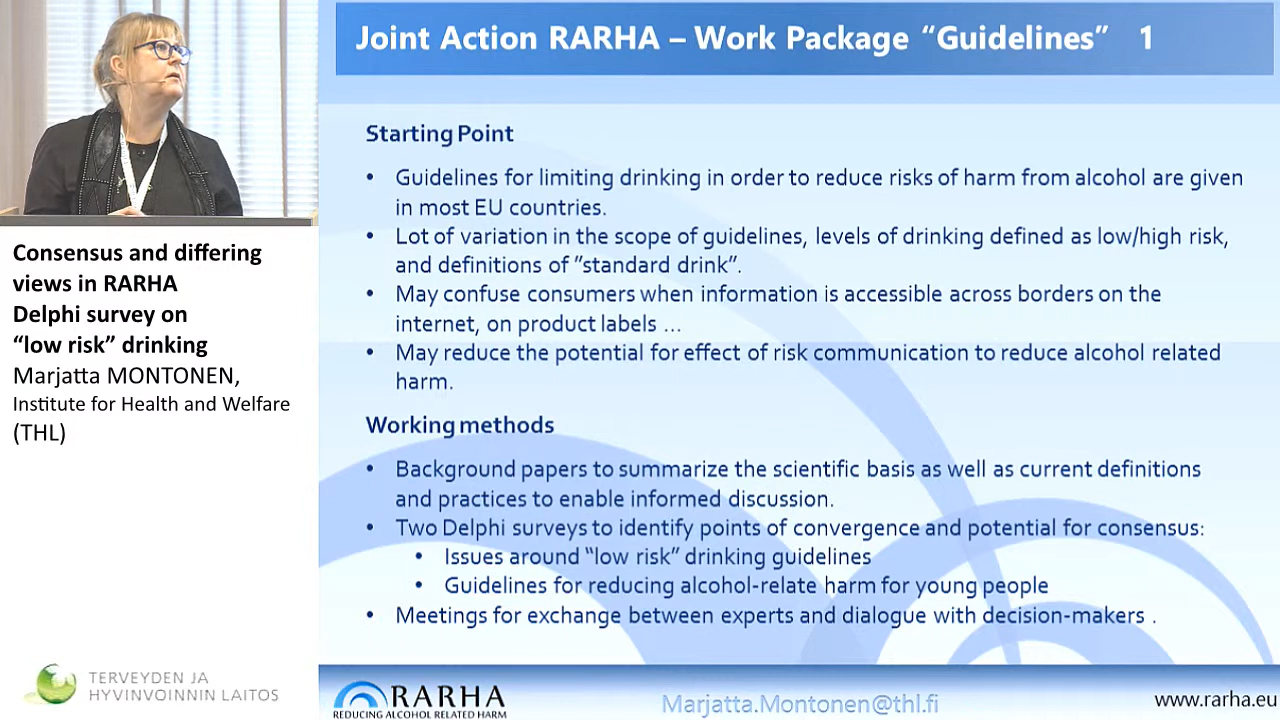 Joint Action RARHA – Work Package “Guidelines” 1
Starting Point
• Guidelines for limiting drinking in order to reduce risks of harm from alcohol are given
in most EU countries.
• Lot of variation in the scope of guidelines, levels of drinking defined as low/high risk,
and definitions of ”standard drink”.
• May confuse consumers when information is accessible across borders on the
internet, on product labels …
• May reduce the potential for effect of risk communication to reduce alcohol related
harm.
Working methods
• Background papers to summarize the scientific basis as well as current definitions
and practices to enable informed discussion.
• Two Delphi surveys to identify points of convergence and potential for consensus:
• Issues around “low risk” drinking guidelines
• Guidelines for reducing alcohol-relate harm for young people
• Meetings for exchange between experts and dialogue with decision-makers .
Consensus and differing
views in RARHA
Delphi survey on
“low risk” drinking
Marjatta MONTONEN,
Institute for Health and Welfare
(THL)
TERVEYDEN JA
HYVINVOINNIN LAITOS
RARHA
REDUCING ALCOHOL RELATED HARM
Marjatta.Montonen@thl.fi
www.rarha.eu